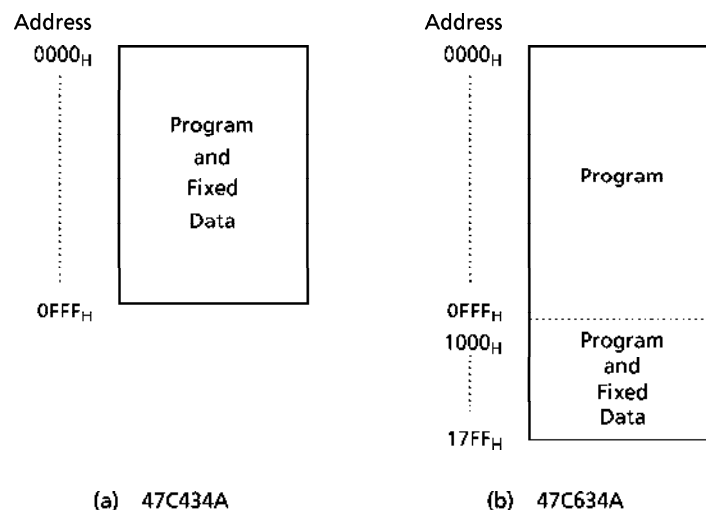 Address
0000H
Program
and
Fixed
Data
0FFFH
(a) 47C434A
Address
0000H
Program
0FFFH
1000H
Program
and
Fixed
Data
17FFH
(b) 47C634A